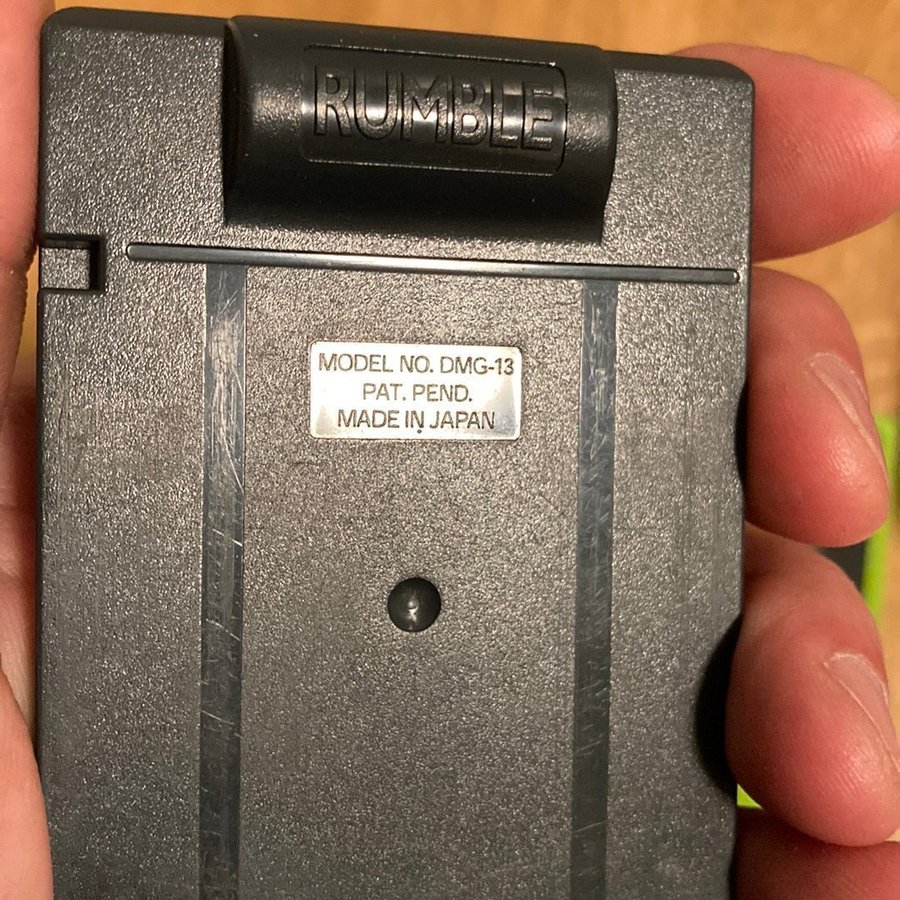 RUMBLE
MODEL NO. DMG-13
PAT. PEND.
MADE IN JAPAN